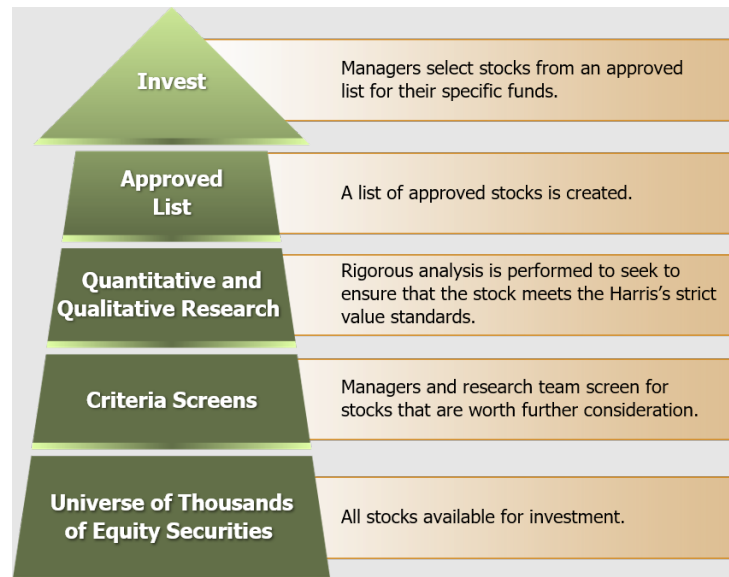 Invest
Managers select stocks from an approved
list for their specific funds.
Approved
List
A list of approved stocks is created.
Quantitative and
Qualitative Research
Rigorous analysis is performed to seek to
ensure that the stock meets the Harris’s strict
value standards.
Criteria Screens
Managers and research team screen for
stocks that are worth further consideration.
Universe of Thousands
of Equity Securities
All stocks available for investment.